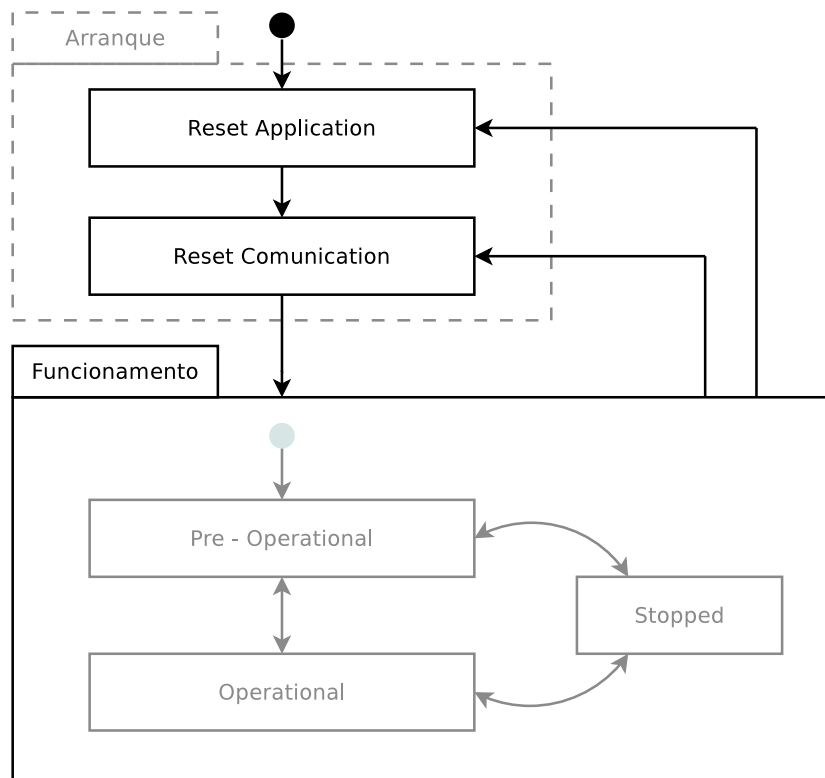 Arranque
Reset Application
Reset Comunication
Funcionamento
Pre - Operational
Stopped
Operational